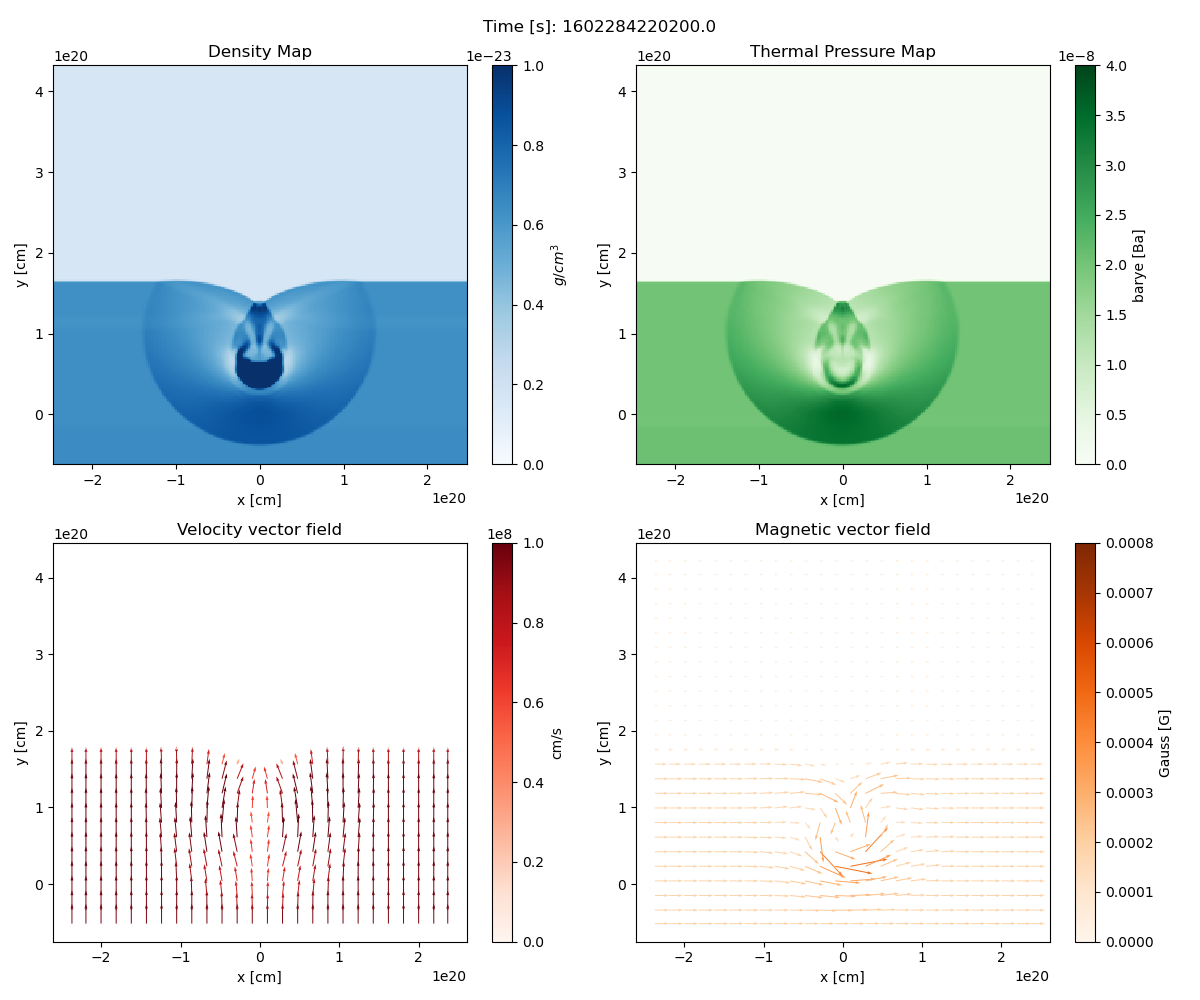 Time [s]: 1602284220200.0
1e20
Density Map
1e−23
1e20
Thermal Pressure Map
1e−8
y [cm]
4
3
2
1
0
−2
−1
0
1
2
x [cm]
1e20
1.0
0.8
0.6
0.4
0.2
0.0
g/cm³
y [cm]
4
3
2
1
0
−2
−1
0
1
2
x [cm]
1e20
4.0
3.5
3.0
2.5
2.0
1.5
1.0
0.5
0.0
barye [Ba]
1e20
Velocity vector field
1e8
1e20
Magnetic vector field
y [cm]
4
3
2
1
0
−2
−1
0
1
2
x [cm]
1e20
1.0
0.8
0.6
0.4
0.2
0.0
cm/s
y [cm]
4
3
2
1
0
−2
−1
0
1
2
x [cm]
1e20
0.0008
0.0007
0.0006
0.0005
0.0004
0.0003
0.0002
0.0001
0.0000
Gauss [G]